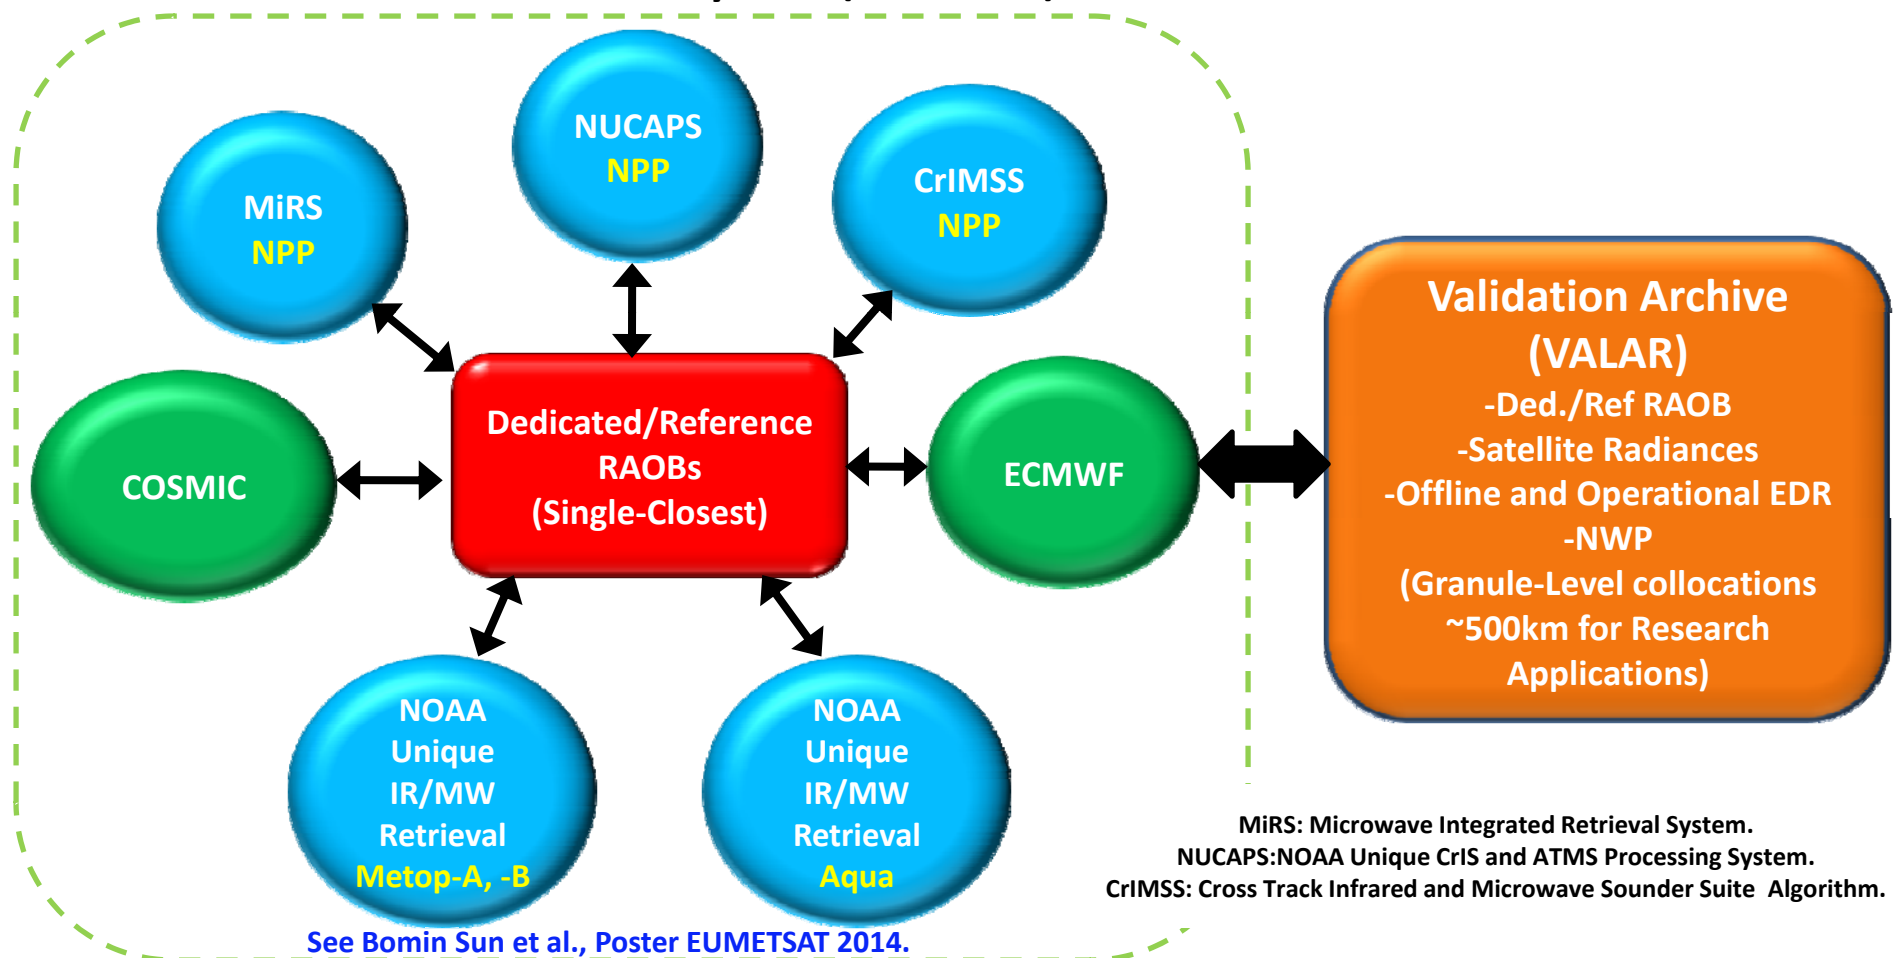 NUCAPS
NPP
MiRS
NPP
CrIMSS
NPP
COSMIC
Dedicated/Reference
RAOBs
(Single-Closest)
ECMWF
Validation Archive
(VALAR)
-Ded./Ref RAOB
-Satellite Radiances
-Offline and Operational EDR
-NWP
(Granule-Level collocations
~500km for Research
Applications)
NOAA
Unique
IR/MW
Retrieval
Metop-A, -B
NOAA
Unique
IR/MW
Retrieval
Aqua
MiRS: Microwave Integrated Retrieval System.
NUCAPS:NOAA Unique CrIS and ATMS Processing System.
CrIMSS: Cross Track Infrared and Microwave Sounder Suite Algorithm.
See Bomin Sun et al., Poster EUMETSAT 2014.